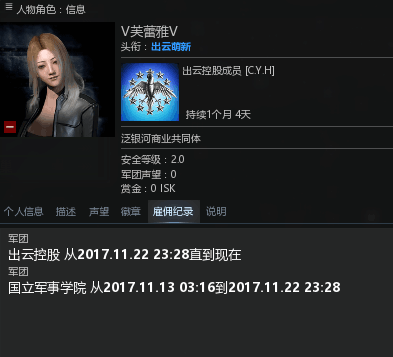 人物角色：信息
V芙蕾雅V
头衔：出云萌新
出云控股成员 [C.Y.H]
持续1个月 4天
泛银河商业共同体
安全等级：2.0
军团声望：0
赏金：0 ISK
个人信息 描述 声望 徽章 雇佣纪录 说明
军团
出云控股 从2017.11.22 23:28直到现在
军团
国立军事学院 从2017.11.13 03:16到2017.11.22 23:28